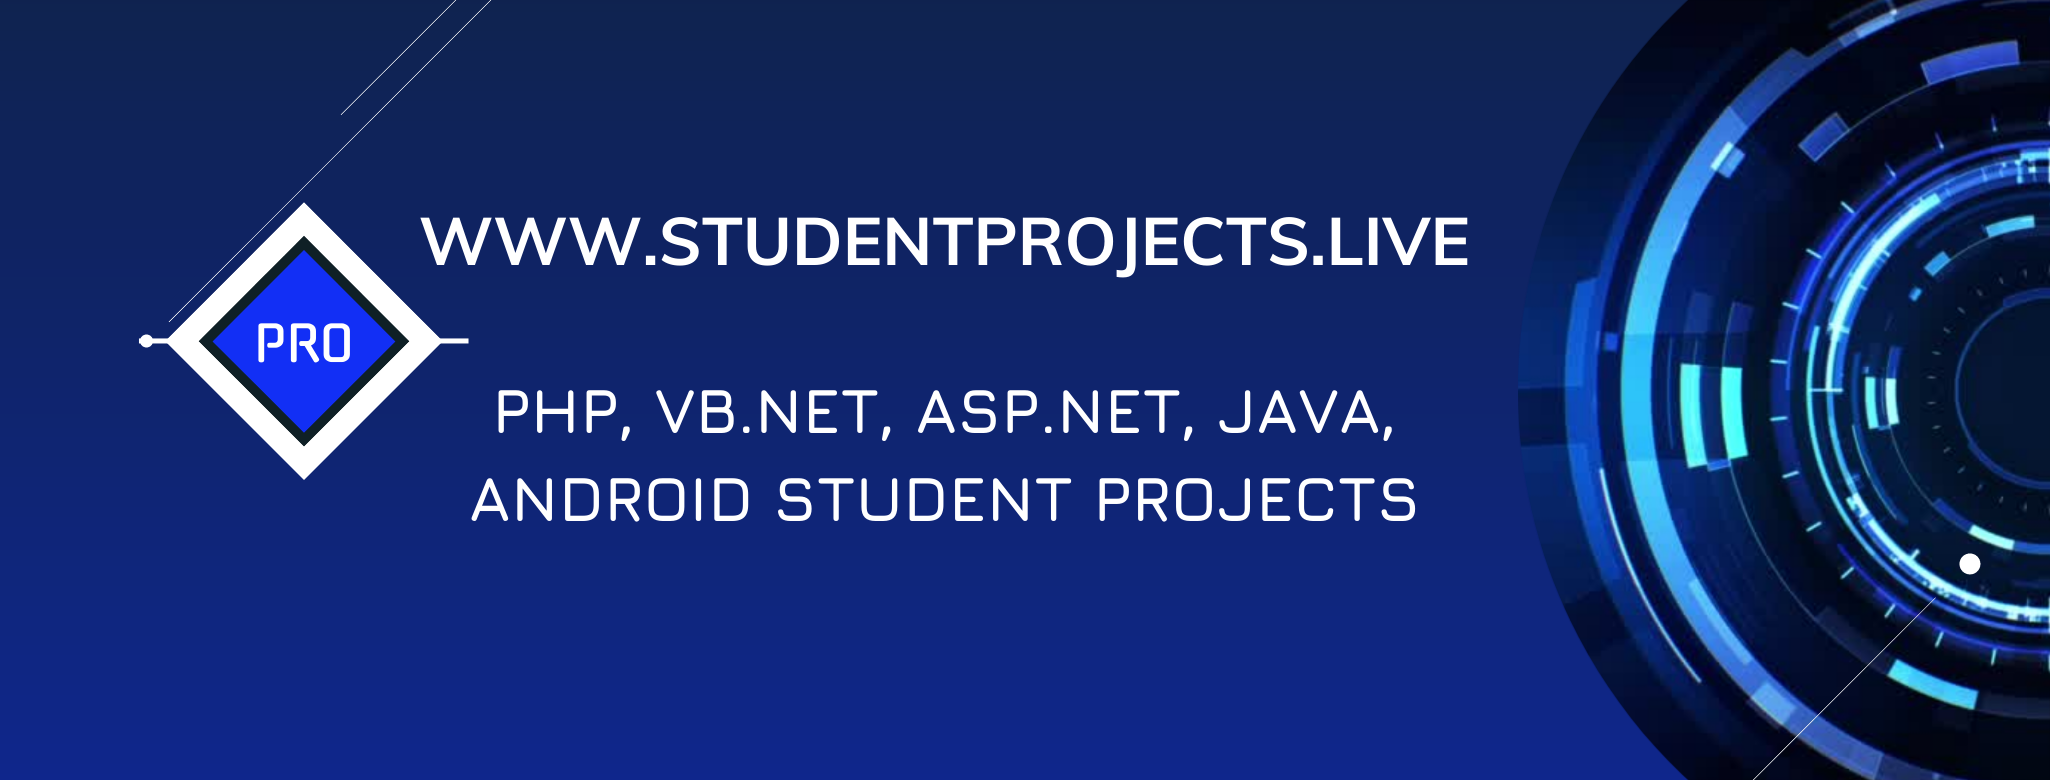 WWW.STUDENTPROJECTS.LIVE
PRO
PHP, VB.NET, ASP.NET, JAVA,
ANDROID STUDENT PROJECTS